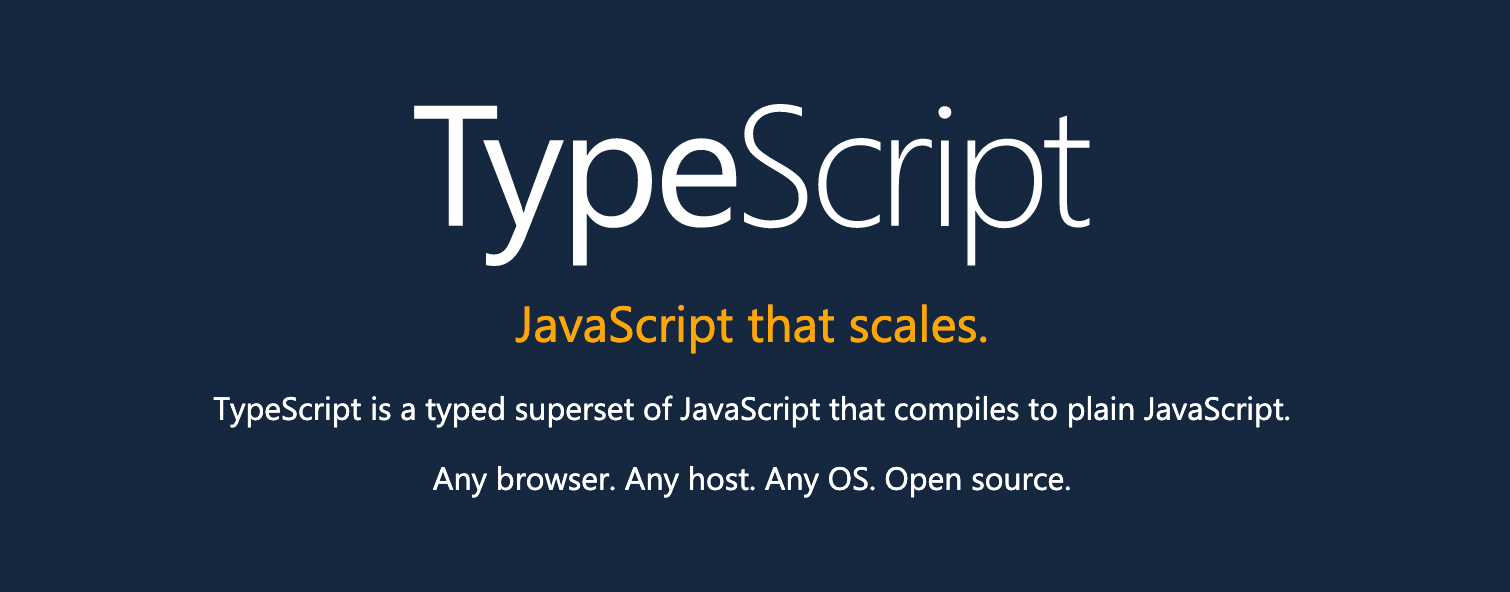 TypeScript
JavaScript that scales.
TypeScript is a typed superset of JavaScript that compiles to plain JavaScript.
Any browser. Any host. Any OS. Open source.